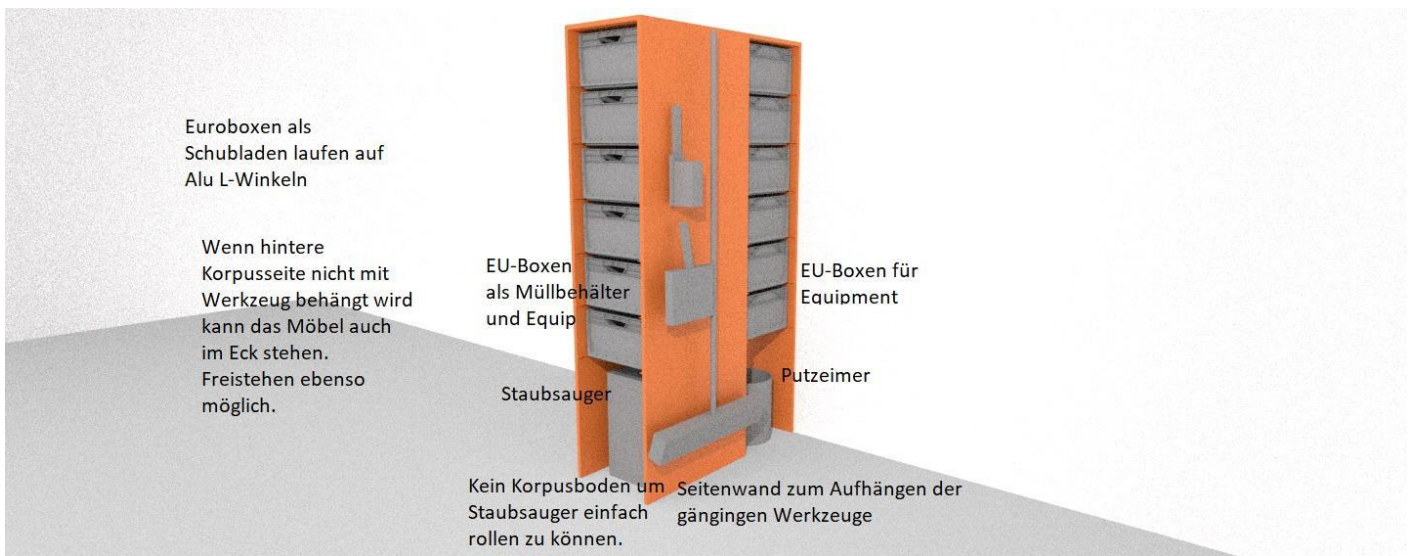 Euroboxen als
Schubladen laufen auf
Alu L-Winkeln
Wenn hintere
Korpusseite nicht mit
Werkzeug behängt wird
kann das Möbel auch
im Eck stehen.
Freistehen ebenso
möglich.
EU-Boxen
als Müllbehälter
und Equip
EU-Boxen für
Equipment
Staubsauger
Putzeimer
Kein Korpusboden um
Staubsauger einfach
rollen zu können.
Seitenwand zum Aufhängen der
gängingen Werkzeuge